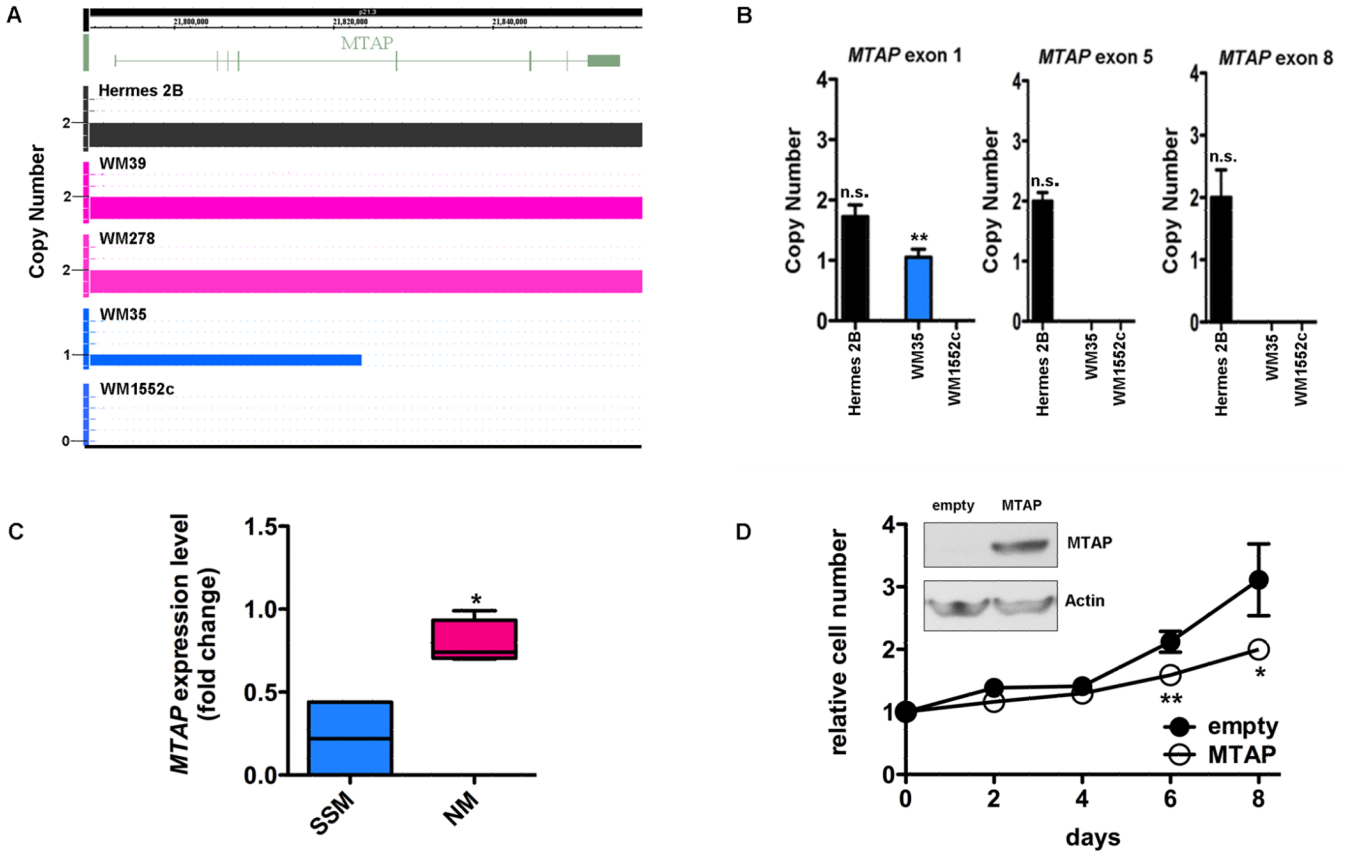 A
p21.3
21,800,000 21,820,000 21,840,000
MTAP
Hermes 2B
2
WM39
2
WM278
2
WM35
1
WM1552c
0
Copy Number
B
MTAP exon 1
4
3
2
1
0
Copy Number
n.s.
**
Hermes 2B
WM35
WM1552c
MTAP exon 5
4
3
2
1
0
Copy Number
n.s.
Hermes 2B
WM35
WM1552c
MTAP exon 8
4
3
2
1
0
Copy Number
n.s.
Hermes 2B
WM35
WM1552c
C
MTAP expression level
(fold change)
1.5
1.0
0.5
0.0
*
SSM
NM
D
relative cell number
4
3
2
1
0
empty MTAP
MTAP
Actin
**
*
empty
MTAP
0 2 4 6 8
days